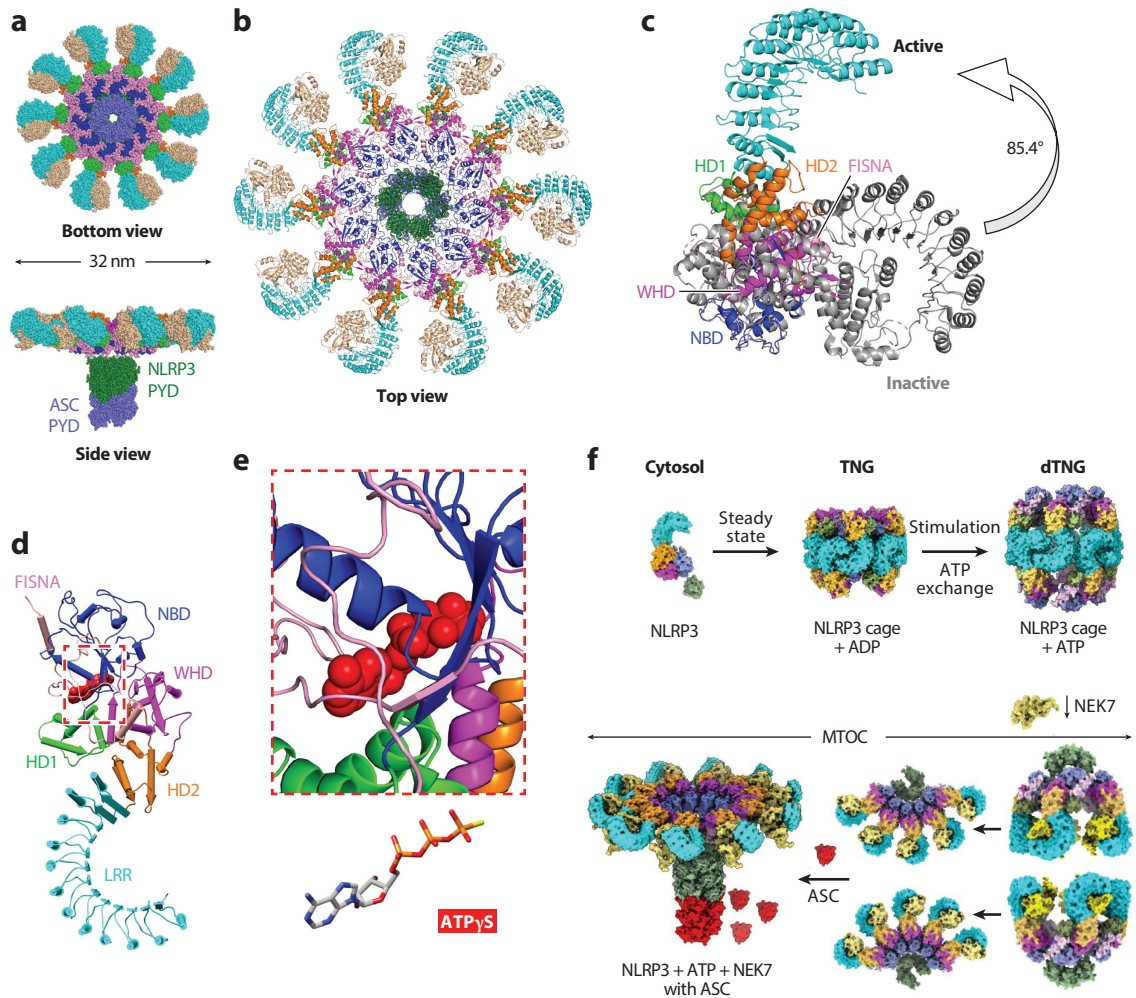 a
Bottom view
32 nm
NLRP3
PYD
ASC
PYD
Side view
b
Top view
c
Active
85.4°
HD1
HD2
FISNA
WHD
NBD
Inactive
d
FISNA
NBD
WHD
HD1
HD2
LRR
e
ATPγS
f
Cytosol
TNG
dTNG
Steady
state
Stimulation
ATP
exchange
NLRP3
NLRP3 cage
+ ADP
NLRP3 cage
+ ATP
NEK7
MTOC
ASC
NLRP3 + ATP + NEK7
with ASC